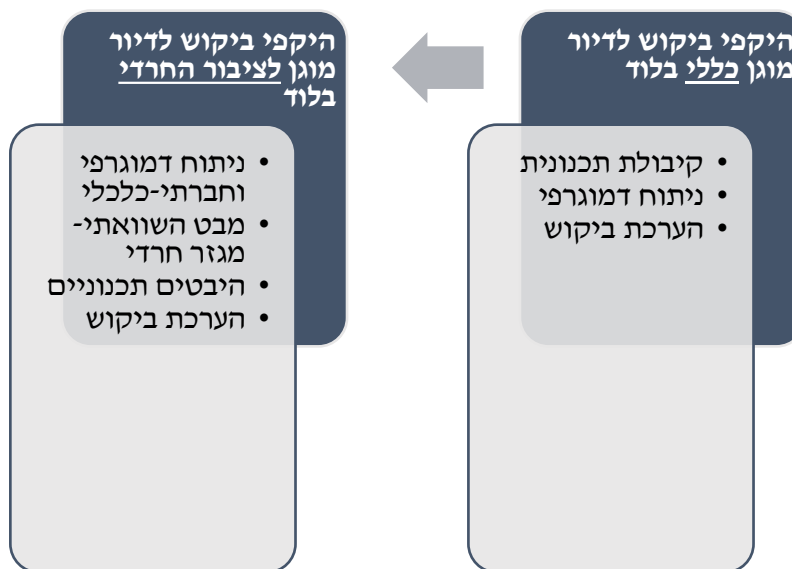 היקפי ביקוש לדיור
מוגן כללי בלוד
• קיבולת תכנונית
• ניתוח דמוגרפי
• הערכת ביקוש
היקפי ביקוש לדיור
מוגן לציבור החרדי
בלוד
• ניתוח דמוגרפי
וחברתי-כלכלי
• מבט השוואתי-
מגזר חרדי
• היבטים תכנוניים
• הערכת ביקוש